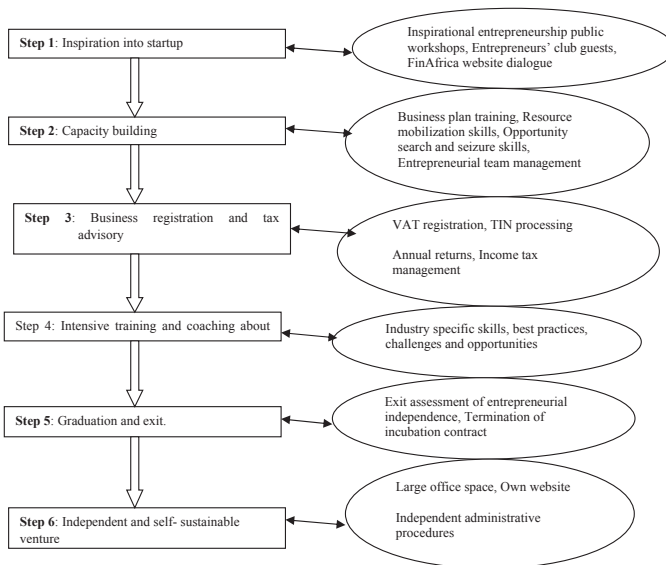 Step 1: Inspiration into startup
Inspirational entrepreneurship public
workshops, Entrepreneurs' club guests,
FinAfrica website dialogue
Step 2: Capacity building
Business plan training, Resource
mobilization skills, Opportunity
search and seizure skills,
Entrepreneurial team management
Step 3: Business registration and tax
advisory
VAT registration, TIN processing
Annual returns, Income tax
management
Step 4: Intensive training and coaching about
Industry specific skills, best practices,
challenges and opportunities
Step 5: Graduation and exit.
Exit assessment of entrepreneurial
independence, Termination of
incubation contract
Step 6: Independent and self- sustainable
venture
Large office space, Own website
Independent administrative
procedures